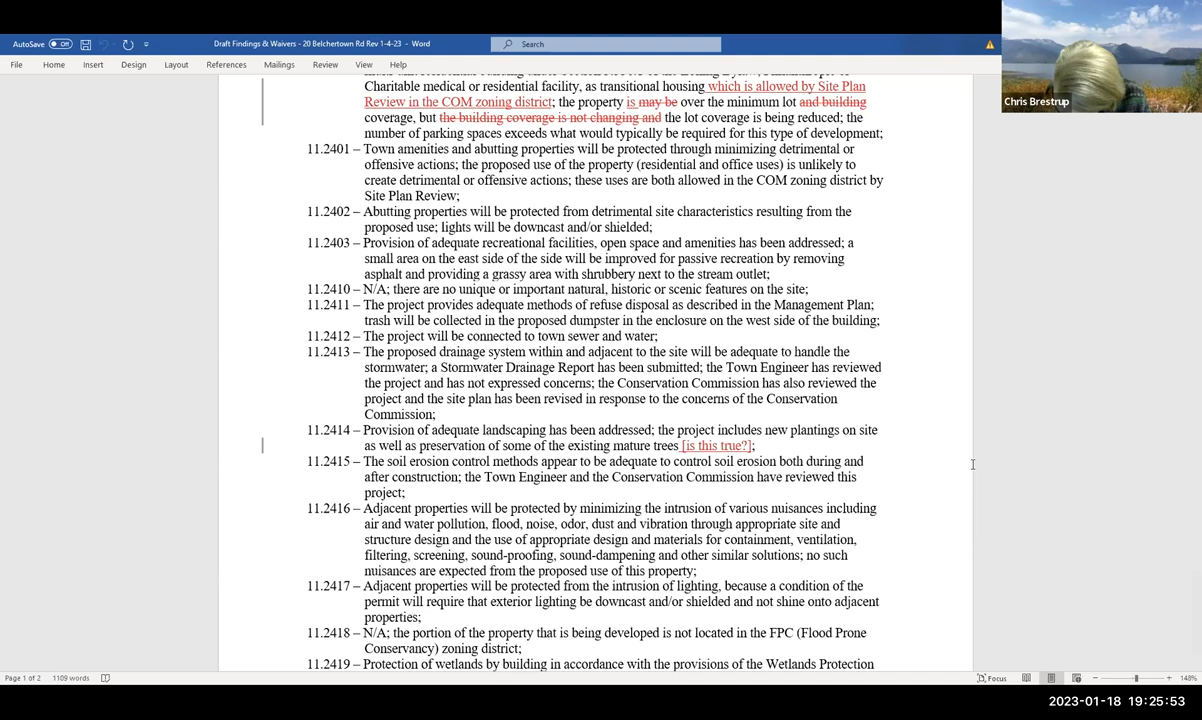 AutoSave Off
Draft Findings & Waivers - 20 Belchertown Rd Rev 1-4-23 - Word
Search
File Home Insert Design Layout References Mailings Review View Help
Chris Brestrup
Charitable medical or residential facility, as transitional housing which is allowed by Site Plan
Review in the COM zoning district; the property is may be over the minimum lot and building
coverage, but the building coverage is not changing and the lot coverage is being reduced; the
number of parking spaces exceeds what would typically be required for this type of development;
11.2401 – Town amenities and abutting properties will be protected through minimizing detrimental or
offensive actions; the proposed use of the property (residential and office uses) is unlikely to
create detrimental or offensive actions; these uses are both allowed in the COM zoning district by
Site Plan Review;
11.2402 – Abutting properties will be protected from detrimental site characteristics resulting from the
proposed use; lights will be downcast and/or shielded;
11.2403 – Provision of adequate recreational facilities, open space and amenities has been addressed; a
small area on the east side of the side will be improved for passive recreation by removing
asphalt and providing a grassy area with shrubbery next to the stream outlet;
11.2410 – N/A; there are no unique or important natural, historic or scenic features on the site;
11.2411 – The project provides adequate methods of refuse disposal as described in the Management Plan;
trash will be collected in the proposed dumpster in the enclosure on the west side of the building;
11.2412 – The project will be connected to town sewer and water;
11.2413 – The proposed drainage system within and adjacent to the site will be adequate to handle the
stormwater; a Stormwater Drainage Report has been submitted; the Town Engineer has reviewed
the project and has not expressed concerns; the Conservation Commission has also reviewed the
project and the site plan has been revised in response to the concerns of the Conservation
Commission;
11.2414 – Provision of adequate landscaping has been addressed; the project includes new plantings on site
as well as preservation of some of the existing mature trees [is this true?];
11.2415 – The soil erosion control methods appear to be adequate to control soil erosion both during and
after construction; the Town Engineer and the Conservation Commission have reviewed this
project;
11.2416 – Adjacent properties will be protected by minimizing the intrusion of various nuisances including
air and water pollution, flood, noise, odor, dust and vibration through appropriate site and
structure design and the use of appropriate design and materials for containment, ventilation,
filtering, screening, sound-proofing, sound-dampening and other similar solutions; no such
nuisances are expected from the proposed use of this property;
11.2417 – Adjacent properties will be protected from the intrusion of lighting, because a condition of the
permit will require that exterior lighting be downcast and/or shielded and not shine onto adjacent
properties;
11.2418 – N/A; the portion of the property that is being developed is not located in the FPC (Flood Prone
Conservancy) zoning district;
11.2419 – Protection of wetlands by building in accordance with the provisions of the Wetlands Protection
Page 1 of 2 1109 words
Focus
148%
2023-01-18 19:25:53